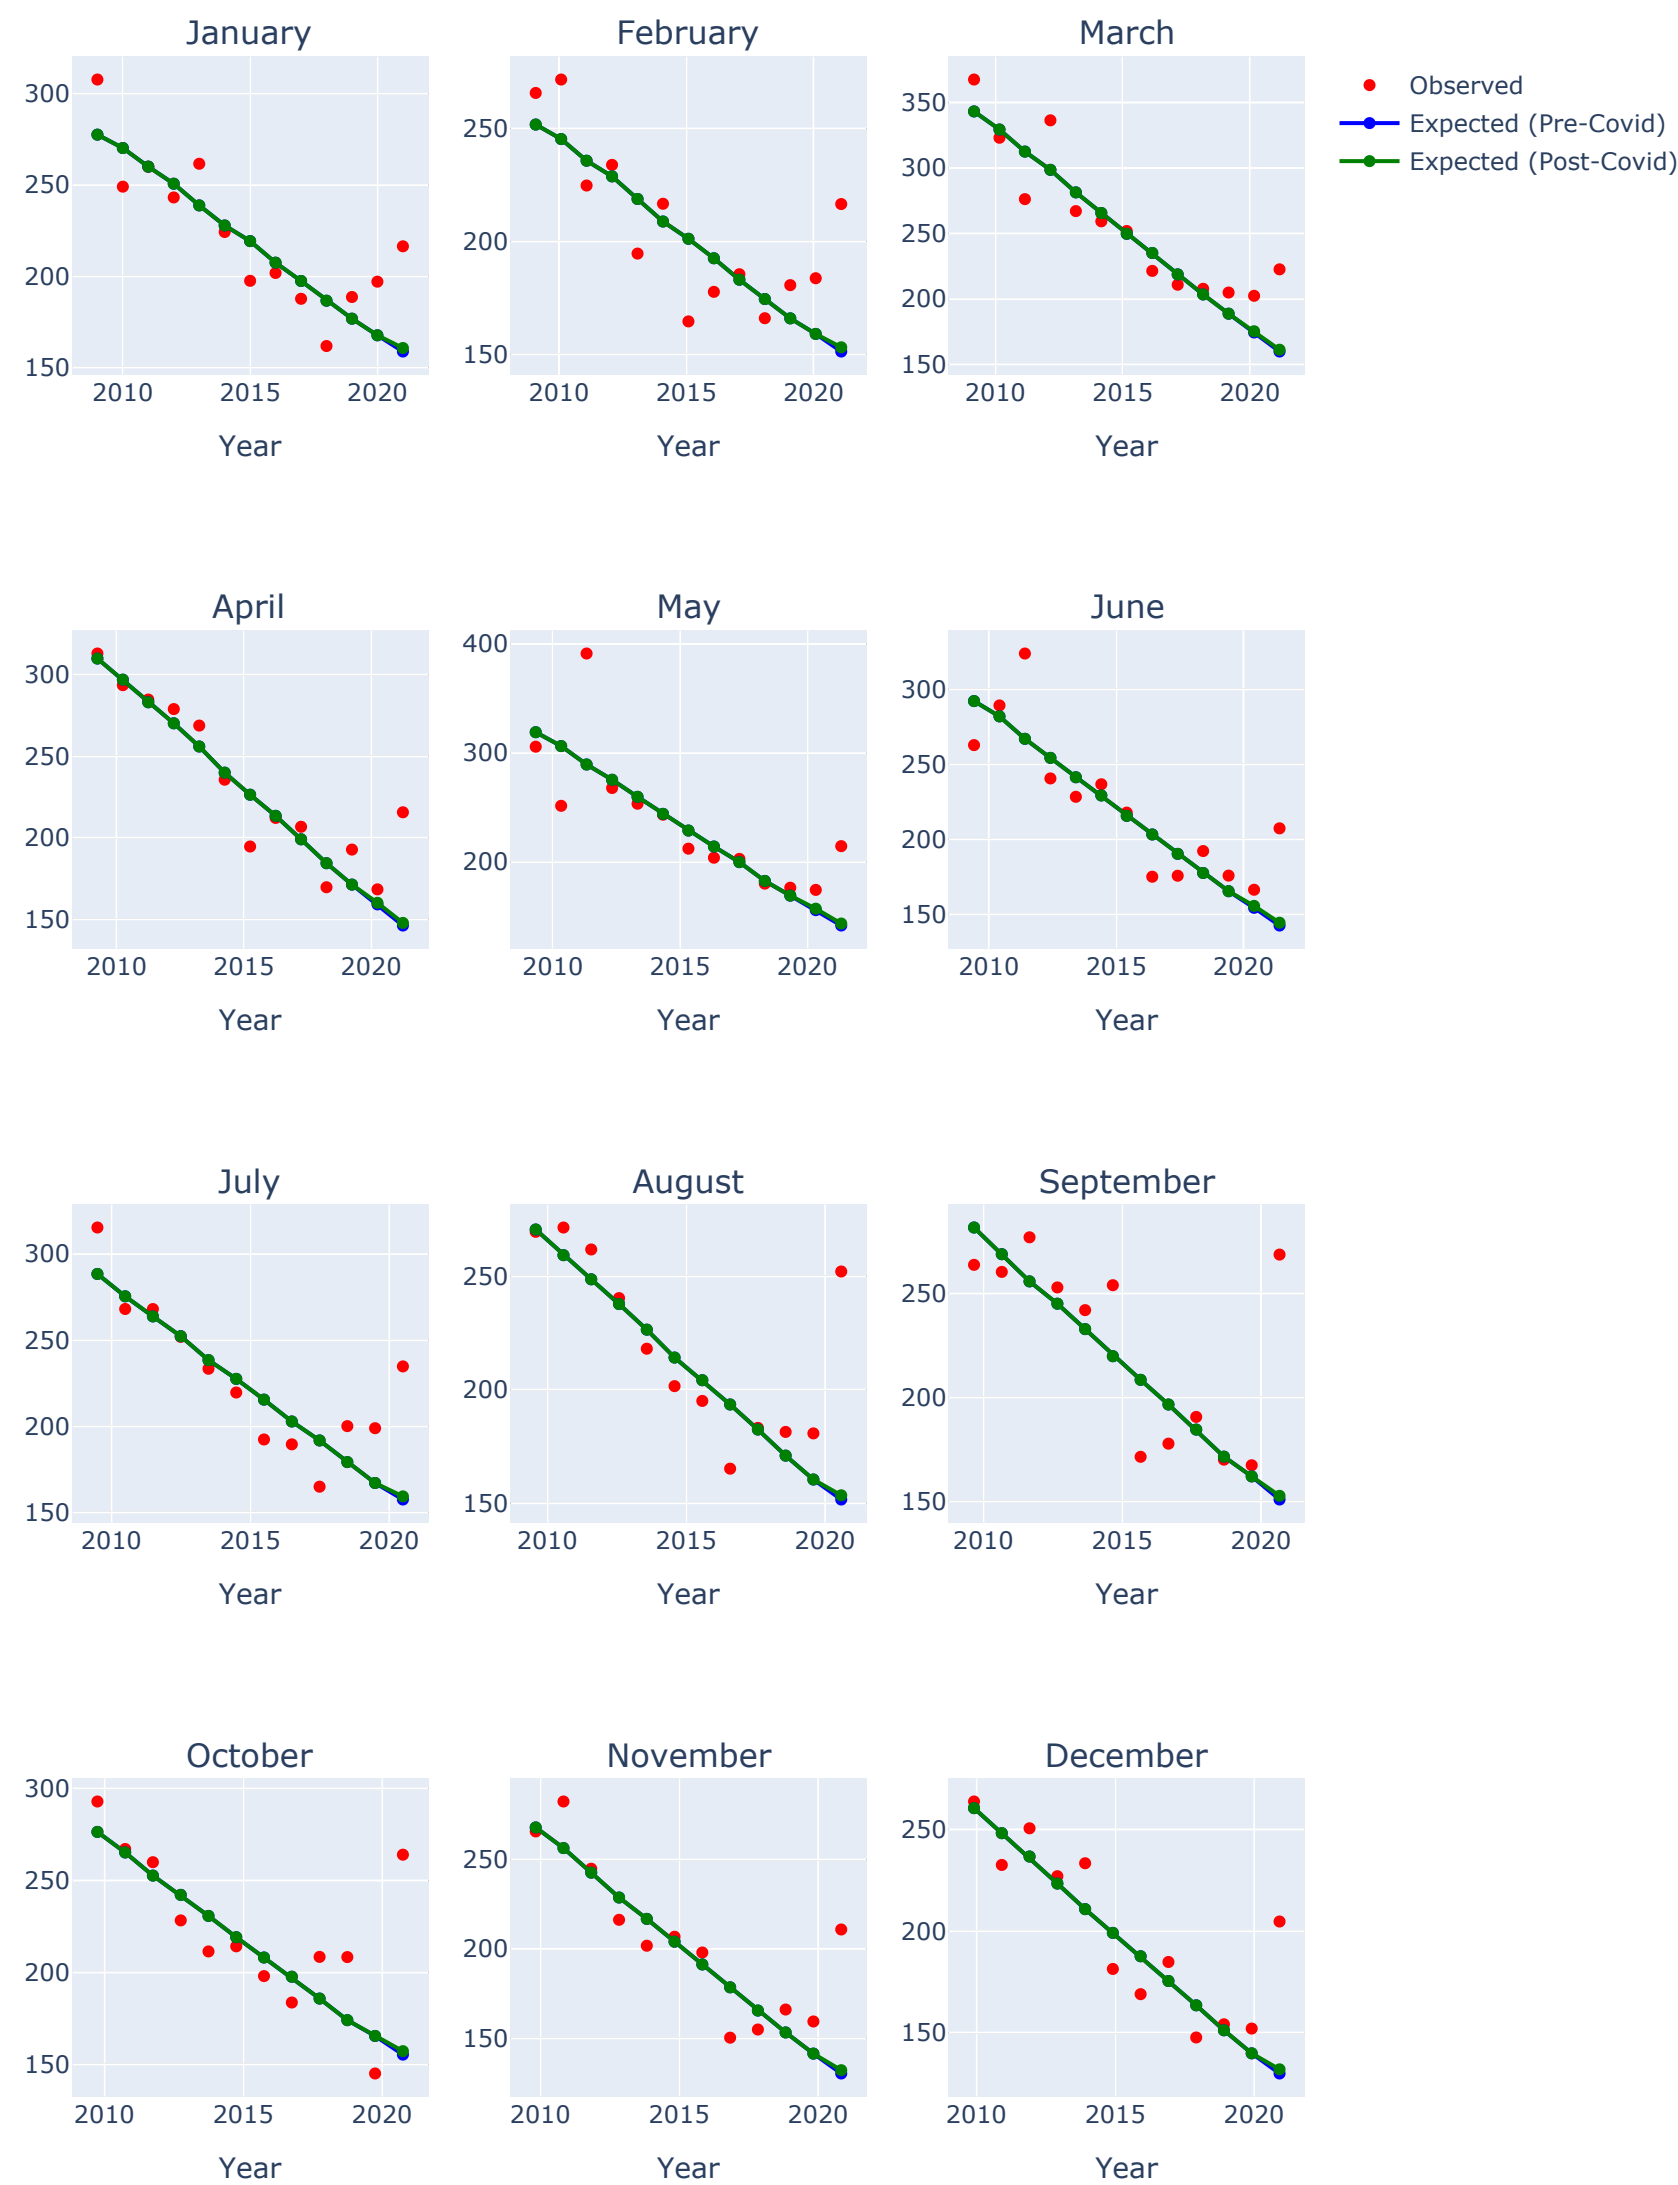 January
February
March
Observed
Expected (Pre-Covid)
Expected (Post-Covid)
300
250
200
150
2010 2015 2020
Year
250
200
150
2010 2015 2020
Year
350
300
250
200
150
2010 2015 2020
Year
April
May
June
300
250
200
150
2010 2015 2020
Year
400
300
200
2010 2015 2020
Year
300
250
200
150
2010 2015 2020
Year
July
August
September
300
250
200
150
2010 2015 2020
Year
250
200
150
2010 2015 2020
Year
250
200
150
2010 2015 2020
Year
October
November
December
300
250
200
150
2010 2015 2020
Year
250
200
150
2010 2015 2020
Year
250
200
150
2010 2015 2020
Year